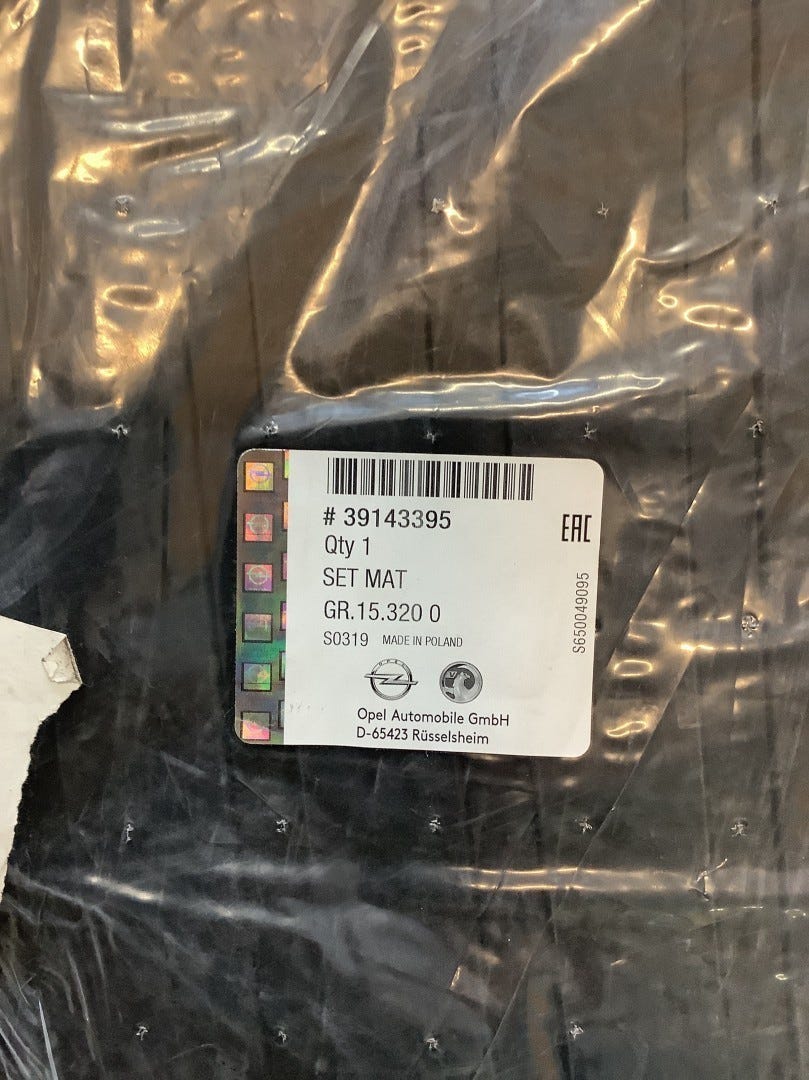 # 39143395
Qty 1
SET MAT
GR.15.320 0
S0319 MADE IN POLAND
EAC
S650049095
OPEL
Opel Automobile GmbH
D-65423 Rüsselsheim